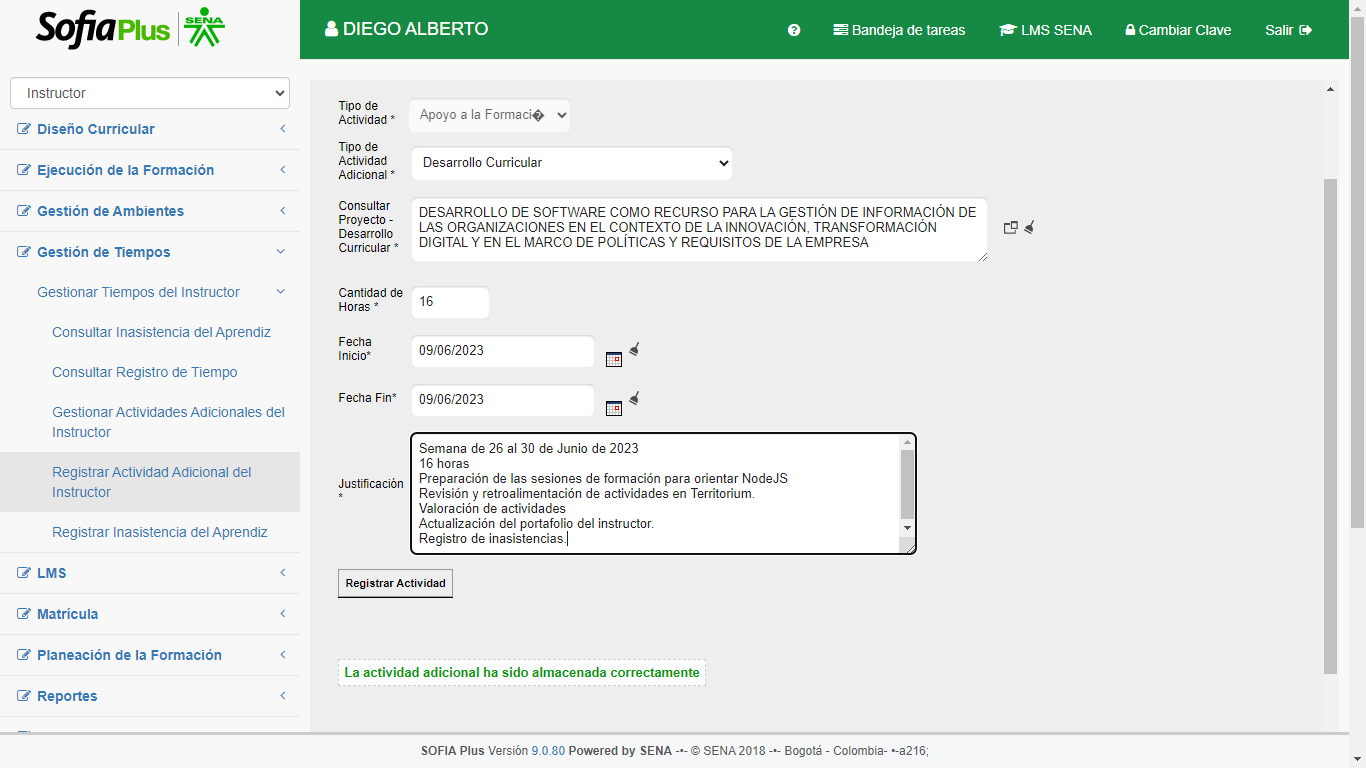 Sofia Plus SENA
DIEGO ALBERTO
Bandeja de tareas
LMS SENA
Cambiar Clave
Salir
Instructor
Diseño Curricular
Ejecución de la Formación
Gestión de Ambientes
Gestión de Tiempos
Gestionar Tiempos del Instructor
Consultar Inasistencia del Aprendiz
Consultar Registro de Tiempo
Gestionar Actividades Adicionales del
Instructor
Registrar Actividad Adicional del
Instructor
Registrar Inasistencia del Aprendiz
LMS
Matrícula
Planeación de la Formación
Reportes
Tipo de
Actividad *
Apoyo a la Formaci�
Tipo de
Actividad
Adicional *
Desarrollo Curricular
Consultar
Proyecto -
Desarrollo
Curricular *
DESARROLLO DE SOFTWARE COMO RECURSO PARA LA GESTIÓN DE INFORMACIÓN DE
LAS ORGANIZACIONES EN EL CONTEXTO DE LA INNOVACIÓN, TRANSFORMACIÓN
DIGITAL Y EN EL MARCO DE POLÍTICAS Y REQUISITOS DE LA EMPRESA
Cantidad de
Horas *
16
Fecha
Inicio*
09/06/2023
Fecha Fin*
09/06/2023
Justificación
*
Semana de 26 al 30 de Junio de 2023
16 horas
Preparación de las sesiones de formación para orientar NodeJS
Revisión y retroalimentación de actividades en Territorium.
Valoración de actividades
Actualización del portafolio del instructor.
Registro de inasistencias.
Registrar Actividad
La actividad adicional ha sido almacenada correctamente
SOFIA Plus Versión 9.0.80 Powered by SENA -•- © SENA 2018 -•- Bogotá - Colombia- •-a216;